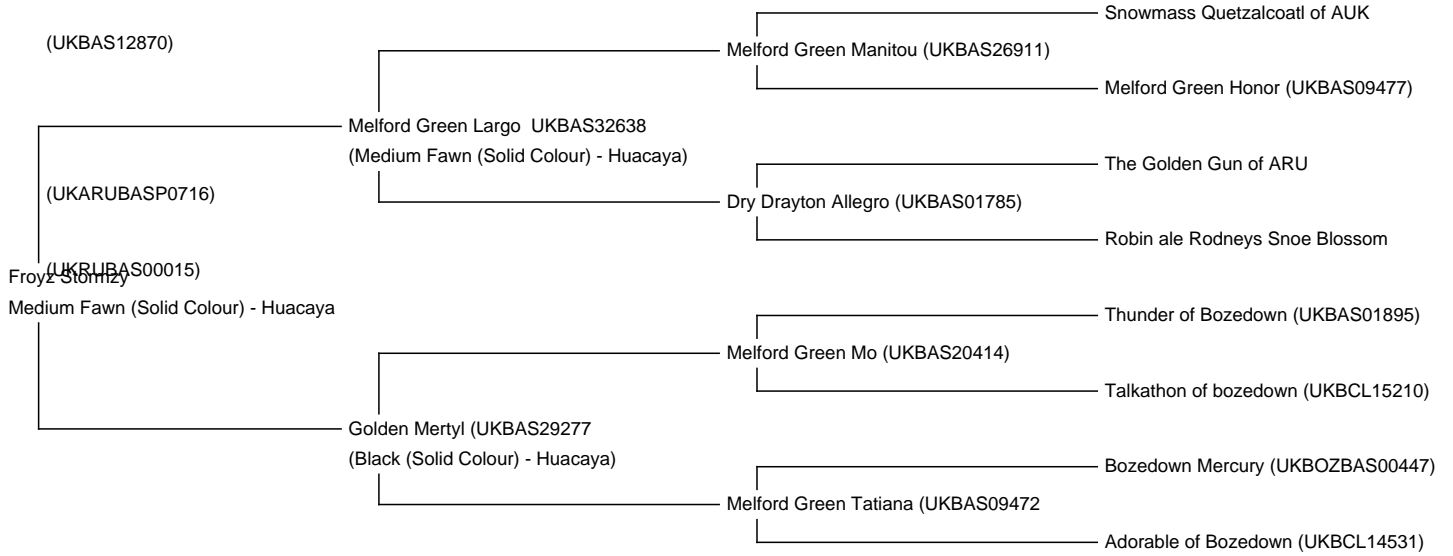 Snowmass Quetzalcoatl of AUK
(UKBAS12870)
Melford Green Manitou (UKBAS26911)
Melford Green Honor (UKBAS09477)
Melford Green Largo  UKBAS32638
(Medium Fawn (Solid Colour) - Huacaya)
The Golden Gun of ARU
(UKARUBASP0716)
Dry Drayton Allegro (UKBAS01785)
Robin ale Rodneys Snoe Blossom
(UKRUBAS00015)
Froyz Stormzy
Medium Fawn (Solid Colour) - Huacaya
Thunder of Bozedown (UKBAS01895)
Melford Green Mo (UKBAS20414)
Talkathon of bozedown (UKBCL15210)
Golden Mertyl (UKBAS29277
(Black (Solid Colour) - Huacaya)
Bozedown Mercury (UKBOZBAS00447)
Melford Green Tatiana (UKBAS09472
Adorable of Bozedown (UKBCL14531)